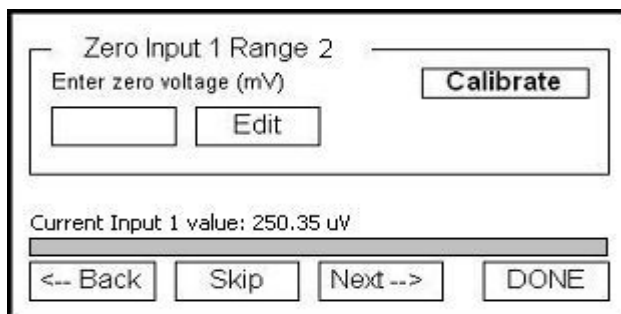 Zero Input 1 Range 2
Enter zero voltage (mV)
Calibrate
Edit
Current Input 1 value: 250.35 uV
<-- Back Skip Next --> DONE